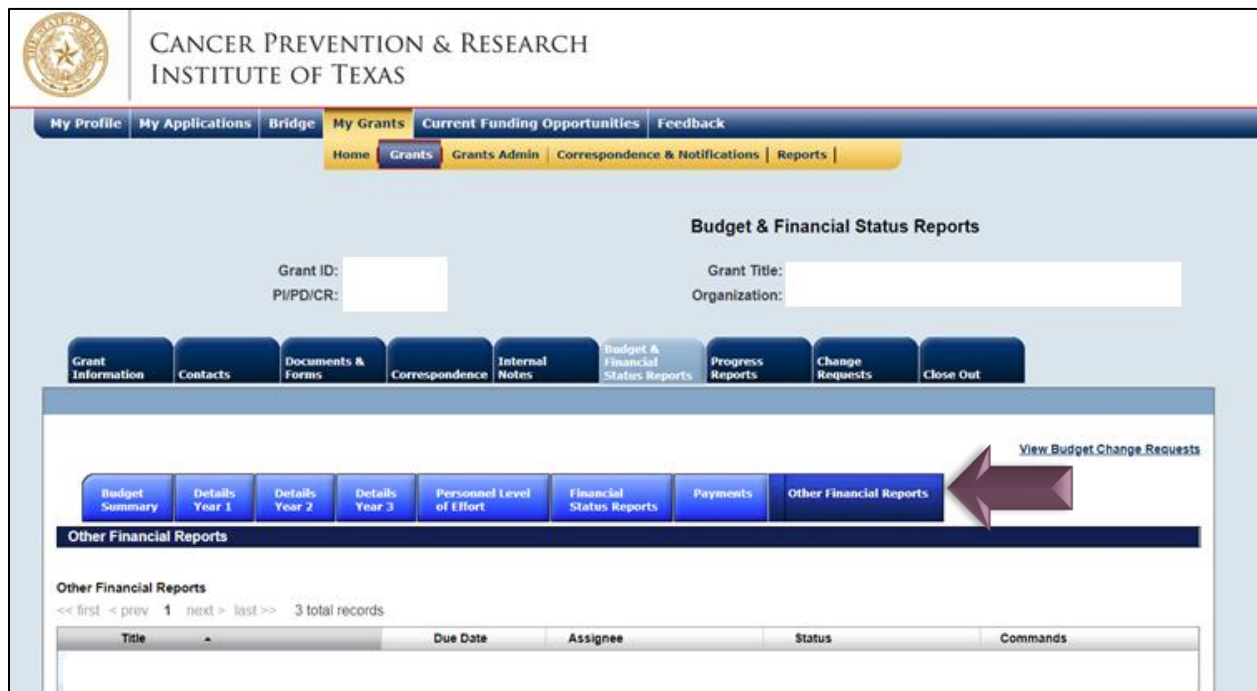 THE STATE OF TEXAS
CANCER PREVENTION & RESEARCH
INSTITUTE OF TEXAS
My Profile My Applications Bridge My Grants Current Funding Opportunities Feedback
Home | Grants Grants Admin | Correspondence & Notifications | Reports |
Budget & Financial Status Reports
Grant ID: Grant Title:
PI/PD/CR: Organization:
Grant Information Contacts Documents & Forms Correspondence Internal Notes Budget & Financial Status Reports Progress Reports Change Requests Close Out
View Budget Change Requests
Budget Summary Details Year 1 Details Year 2 Details Year 3 Personnel Level of Effort Financial Status Reports Payments Other Financial Reports
Other Financial Reports
Other Financial Reports
<< first < prev 1 next > last >> 3 total records
Title Due Date Assignee Status Commands